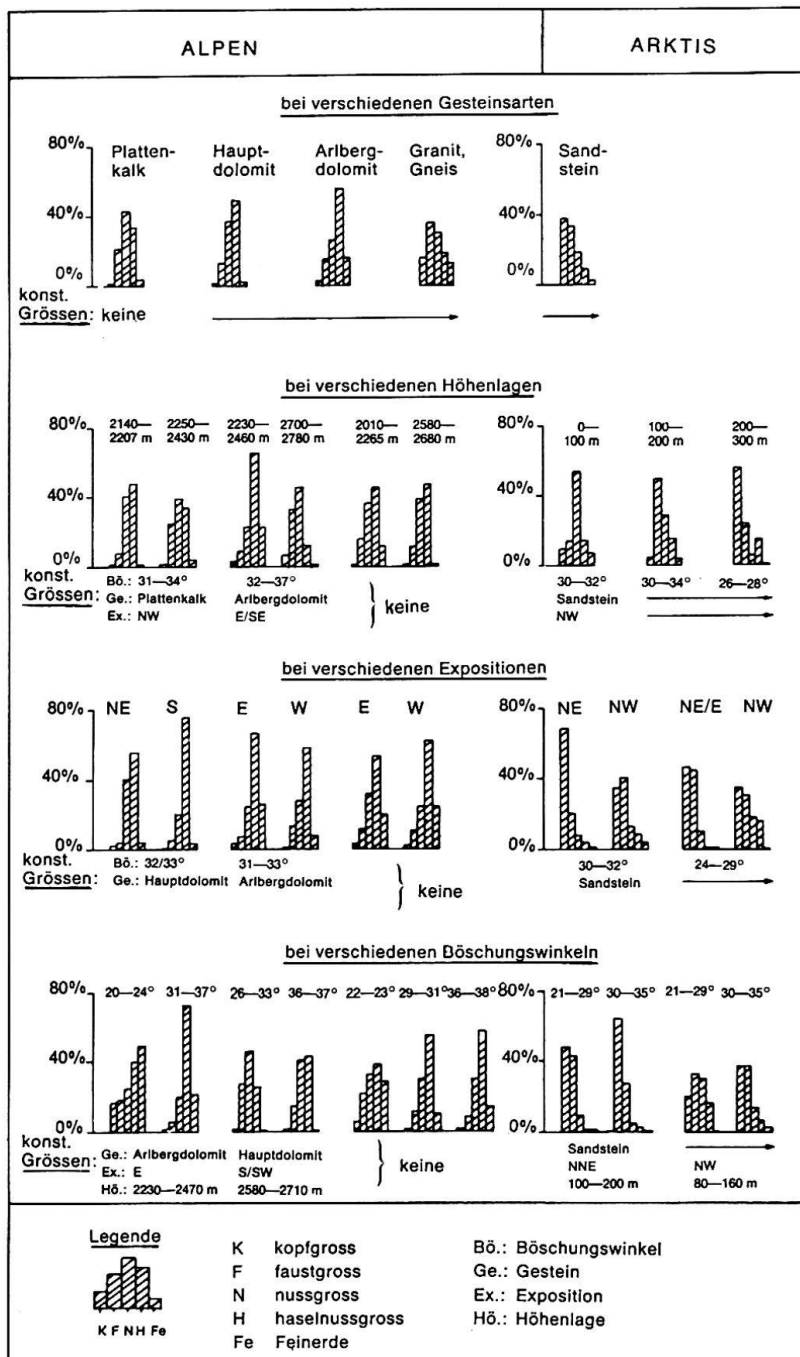 ALPEN
ARKTIS
bei verschiedenen Gesteinsarten
80%
40%
0%
Platten-
kalk
Haupt-
dolomit
Arlberg-
dolomit
Granit,
Gneis
80%
40%
0%
Sand-
stein
konst.
Grössen: keine
bei verschiedenen Höhenlagen
80%
40%
0%
2140—
2207 m
2250—
2430 m
2230—
2460 m
2700—
2780 m
2010—
2265 m
2580—
2680 m
80%
40%
0%
0—
100 m
100—
200 m
200—
300 m
konst.
Grössen:
Bö.: 31—34°
Ge.: Plattenkalk
Ex.: NW
32—37°
Arlbergdolomit
E/SE
keine
30—32°
Sandstein
NW
30—34°
26—28°
bei verschiedenen Expositionen
80%
40%
0%
NE S E W E W
80%
40%
0%
NE NW NE/E NW
konst.
Grössen:
Bö.: 32/33°
Ge.: Hauptdolomit
31—33°
Arlbergdolomit
keine
30—32°
Sandstein
24—29°
bei verschiedenen Böschungswinkeln
80%
40%
0%
20—24° 31—37° 26—33° 36—37° 22—23° 29—31° 36—38°
80%
40%
0%
21—29° 30—35° 21—29° 30—35°
konst.
Grössen:
Ge.: Arlbergdolomit
Ex.: E
Hö.: 2230—2470 m
Hauptdolomit
S/SW
2580—2710 m
keine
Sandstein
NNE
100—200 m
NW
80—160 m
Legende
K F N H Fe
K kopfgross
F faustgross
N nussgross
H haselnussgross
Fe Feinerde
Bö.: Böschungswinkel
Ge.: Gestein
Ex.: Exposition
Hö.: Höhenlage